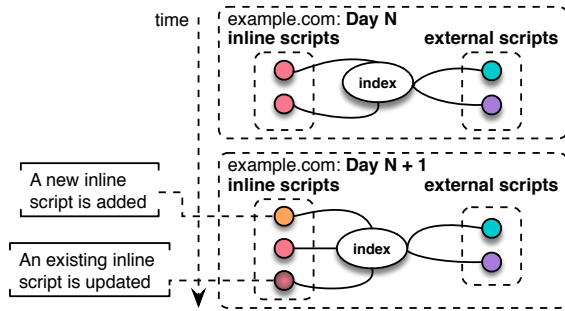 time
example.com: Day N
inline scripts
external scripts
index
example.com: Day N + 1
inline scripts
external scripts
A new inline
script is added
index
An existing inline
script is updated